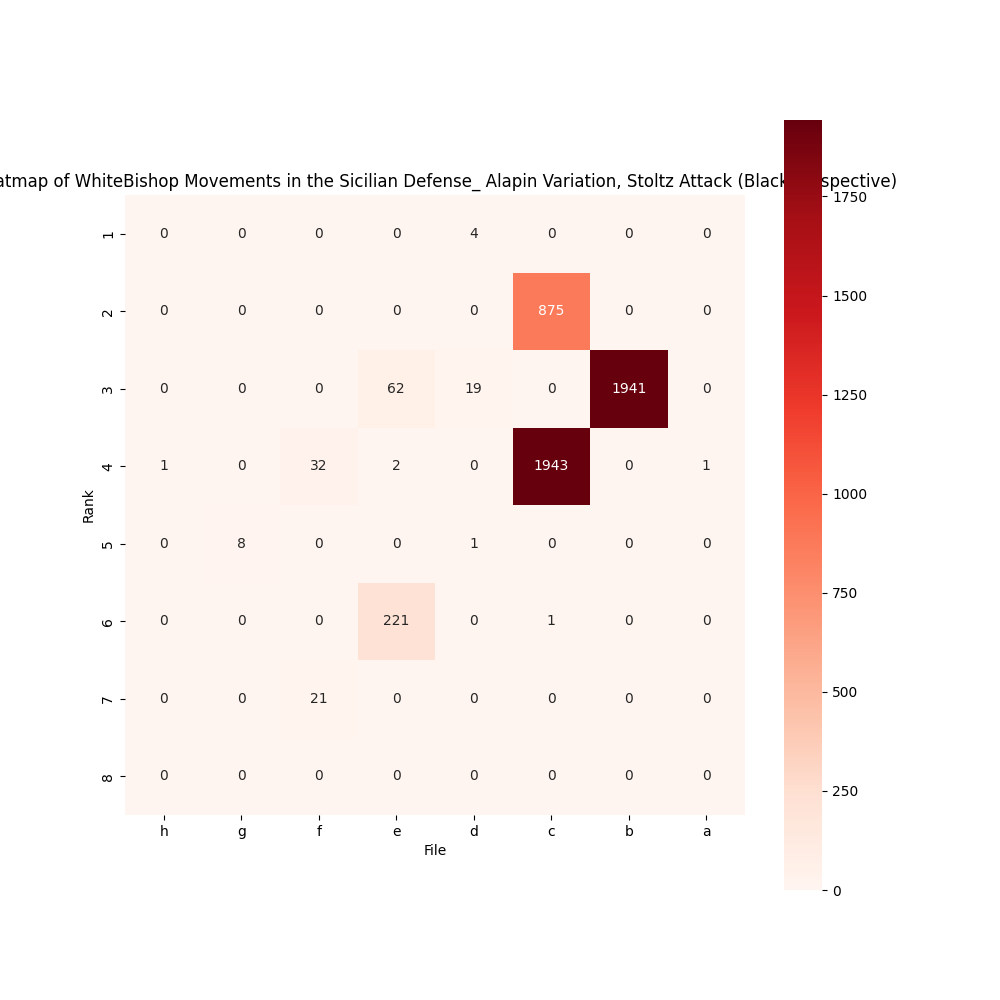 atmap of WhiteBishop Movements in the Sicilian Defense_ Alapin Variation, Stoltz Attack (Black spective)
1 0 0 0 0 4 0 0 0
2 0 0 0 0 0 875 0 0
3 0 0 0 62 19 0 1941 0
4 1 0 32 2 0 1943 0 1
5 0 8 0 0 1 0 0 0
6 0 0 0 221 0 1 0 0
7 0 0 21 0 0 0 0 0
8 0 0 0 0 0 0 0 0
Rank
h g f e d c b a
File
1750
1500
1250
1000
750
500
250
0